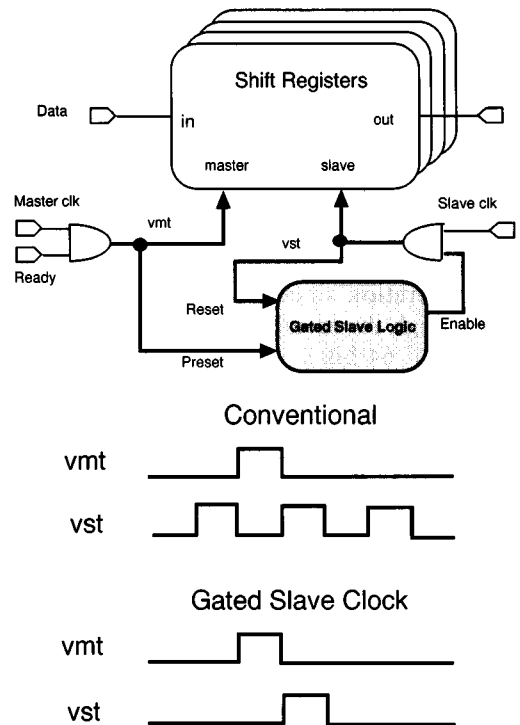 Shift Registers
Data
in
out
master
slave
Master clk
vmt
Slave clk
vst
Ready
Reset
Gated Slave Logic
Enable
Preset
Conventional
vmt
vst
Gated Slave Clock
vmt
vst